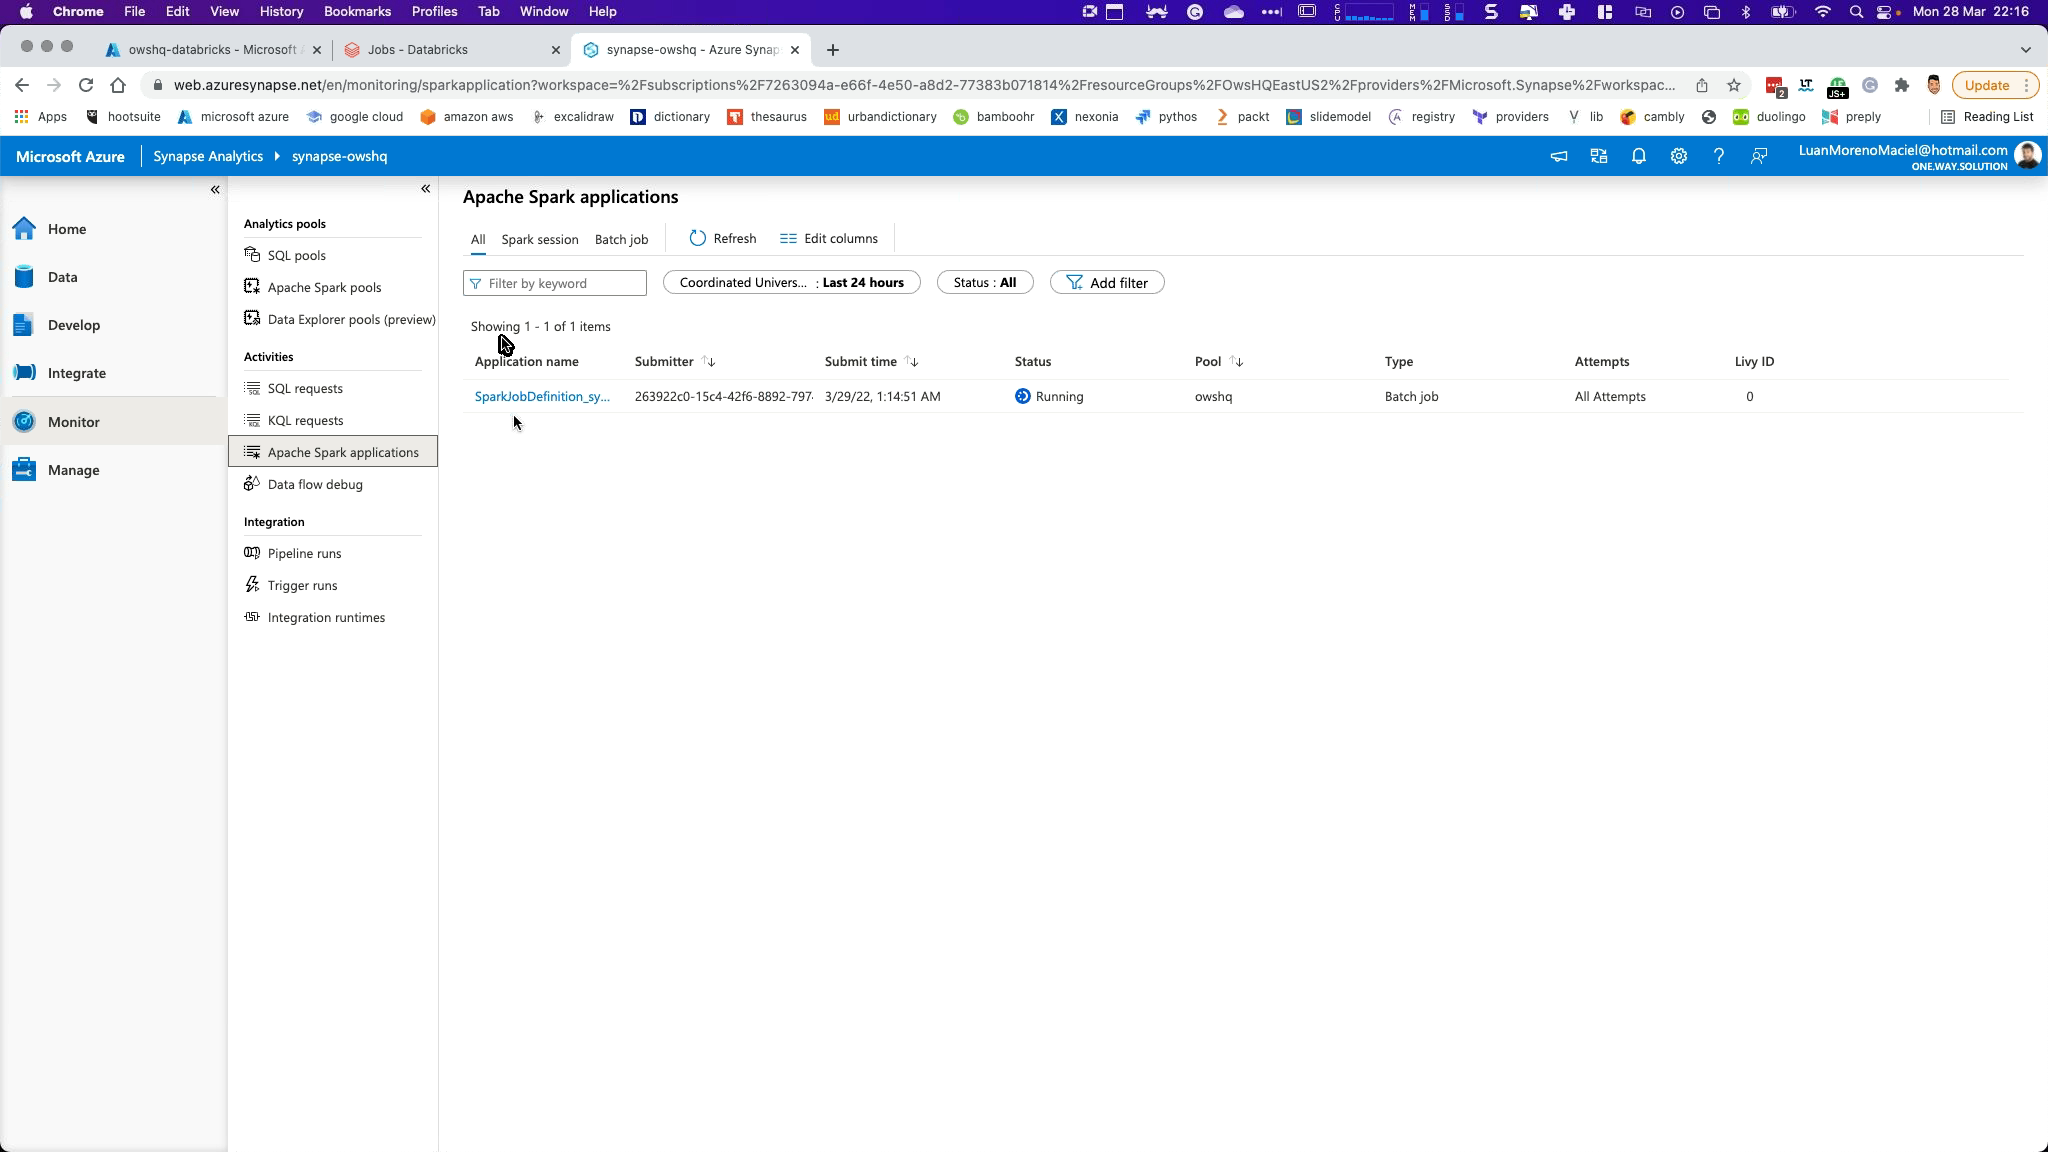 Chrome File Edit View History Bookmarks Profiles Tab Window Help Mon 28 Mar 22:16
owshq-databricks - Microsoft Jobs - Databricks synapse-owshq - Azure Synap
web.azuresynapse.net/en/monitoring/sparkapplication?workspace=%2Fsubscriptions%2F7263094a-e66f-4e50-a8d2-77383b071814%2FresourceGroups%2FOwsHQEastUS2%2Fproviders%2FMicrosoft.Synapse%2Fworkspac... Update
Apps hootsuite microsoft azure google cloud amazon aws excalidraw dictionary thesaurus urbandictionary bamboohr nexonia pythos packt slidemodel registry providers lib cambly duolingo preply Reading List
Microsoft Azure Synapse Analytics synapse-owshq
LuanMorenoMaciel@hotmail.com
ONE.WAY.SOLUTION
Home
Data
Develop
Integrate
Monitor
Manage
Analytics pools
SQL pools
Apache Spark pools
Data Explorer pools (preview)
Activities
SQL requests
KQL requests
Apache Spark applications
Data flow debug
Integration
Pipeline runs
Trigger runs
Integration runtimes
Apache Spark applications
All Spark session Batch job Refresh Edit columns
Filter by keyword Coordinated Univers... : Last 24 hours Status : All Add filter
Showing 1 - 1 of 1 items
Application name Submitter Submit time Status Pool Type Attempts Livy ID
SparkJobDefinition_sy... 263922c0-15c4-42f6-8892-797 3/29/22, 1:14:51 AM Running owshq Batch job All Attempts 0